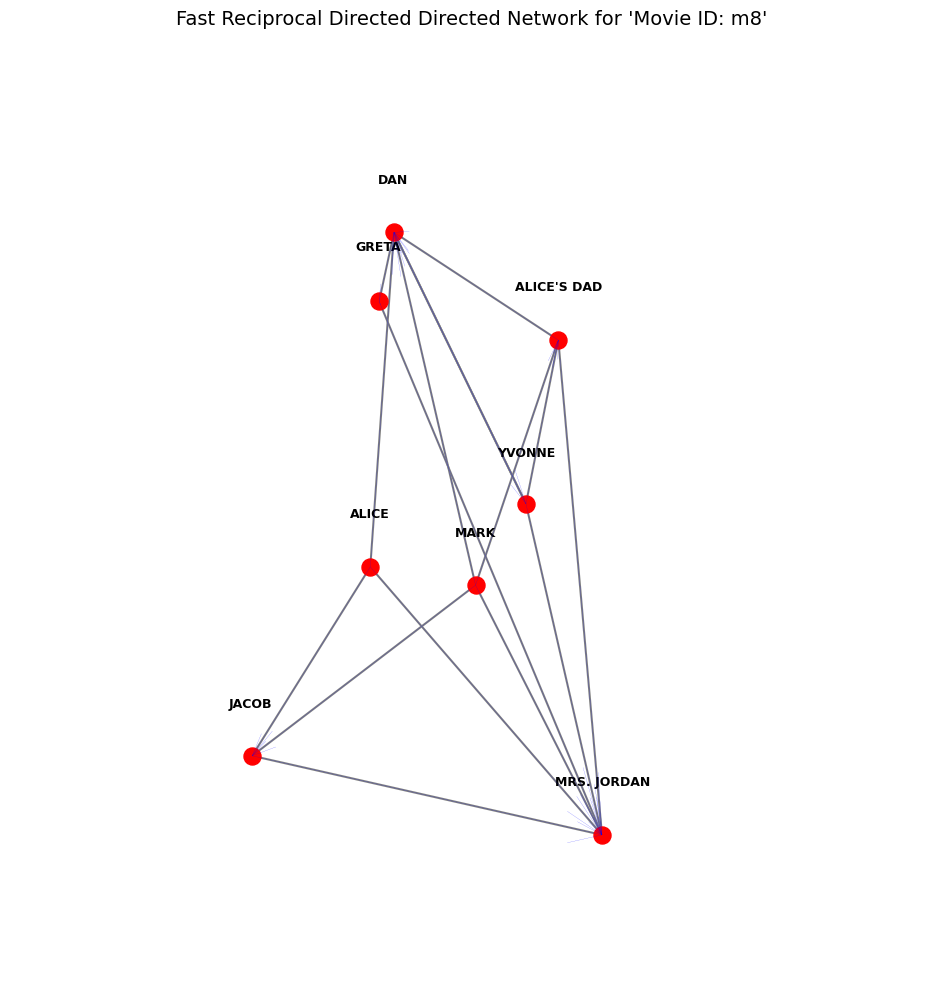 Fast Reciprocal Directed Directed Network for 'Movie ID: m8'
DAN
GRETA
ALICE'S DAD
YVONNE
ALICE
MARK
JACOB
MRS. JORDAN